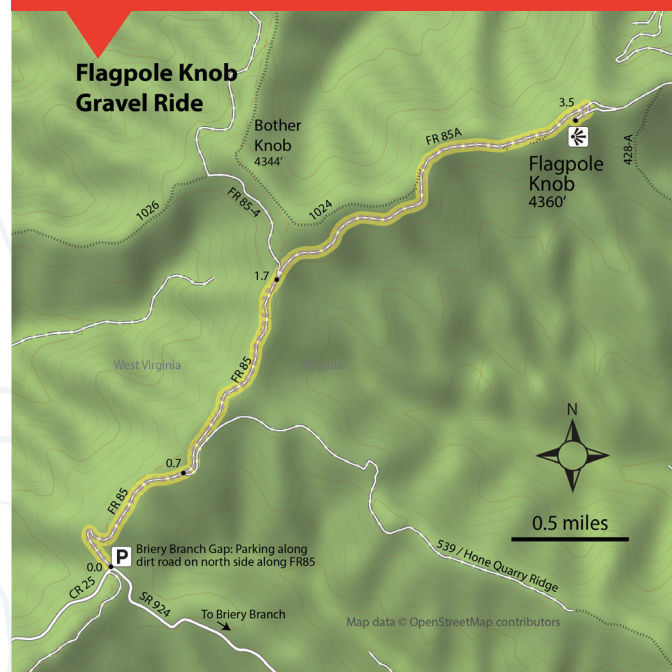 Flagpole Knob
Gravel Ride
3.5
Bother
Knob
4344'
FR 85A
428-A
Flagpole
Knob
4360'
1026
FR 85-4
1024
1.7
West Virginia
Virginia
FR 85
N
0.7
FR 85
0.5 miles
P
Briery Branch Gap: Parking along
dirt road on north side along FR85
0.0
CR 25
SR 924
539 / Hone Quarry Ridge
To Briery Branch
Map data © OpenStreetMap contributors